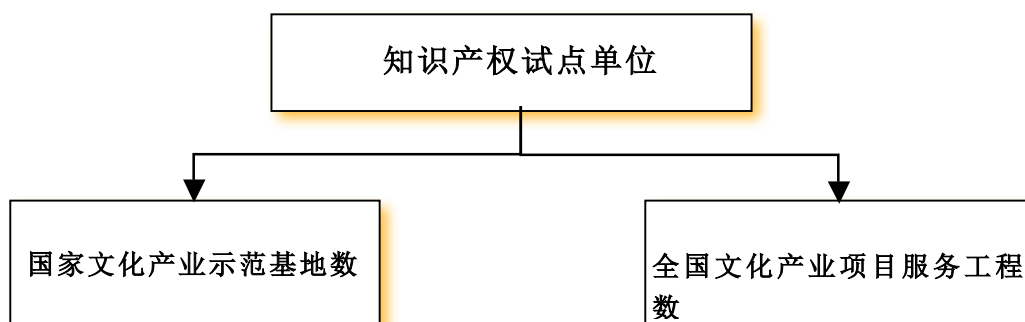 知识产权试点单位
国家文化产业示范基地数
全国文化产业项目服务工程
数